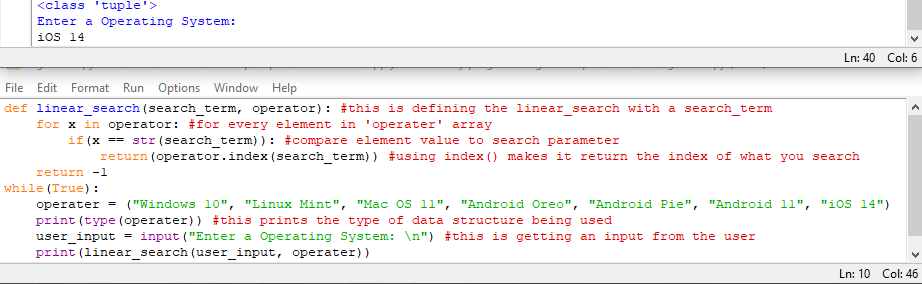 <class 'tuple'>
Enter a Operating System:
iOS 14
Ln: 40 Col: 6
File Edit Format Run Options Window Help
def linear_search(search_term, operator): #this is defining the linear_search with a search_term
    for x in operator: #for every element in 'operater' array
        if(x == str(search_term)): #compare element value to search parameter
            return(operator.index(search_term)) #using index() makes it return the index of what you search
    return -1
while(True):
    operater = ("Windows 10", "Linux Mint", "Mac OS 11", "Android Oreo", "Android Pie", "Android 11", "iOS 14")
    print(type(operater)) #this prints the type of data structure being used
    user_input = input("Enter a Operating System: \n") #this is getting an input from the user
    print(linear_search(user_input, operater))
Ln: 10 Col: 46